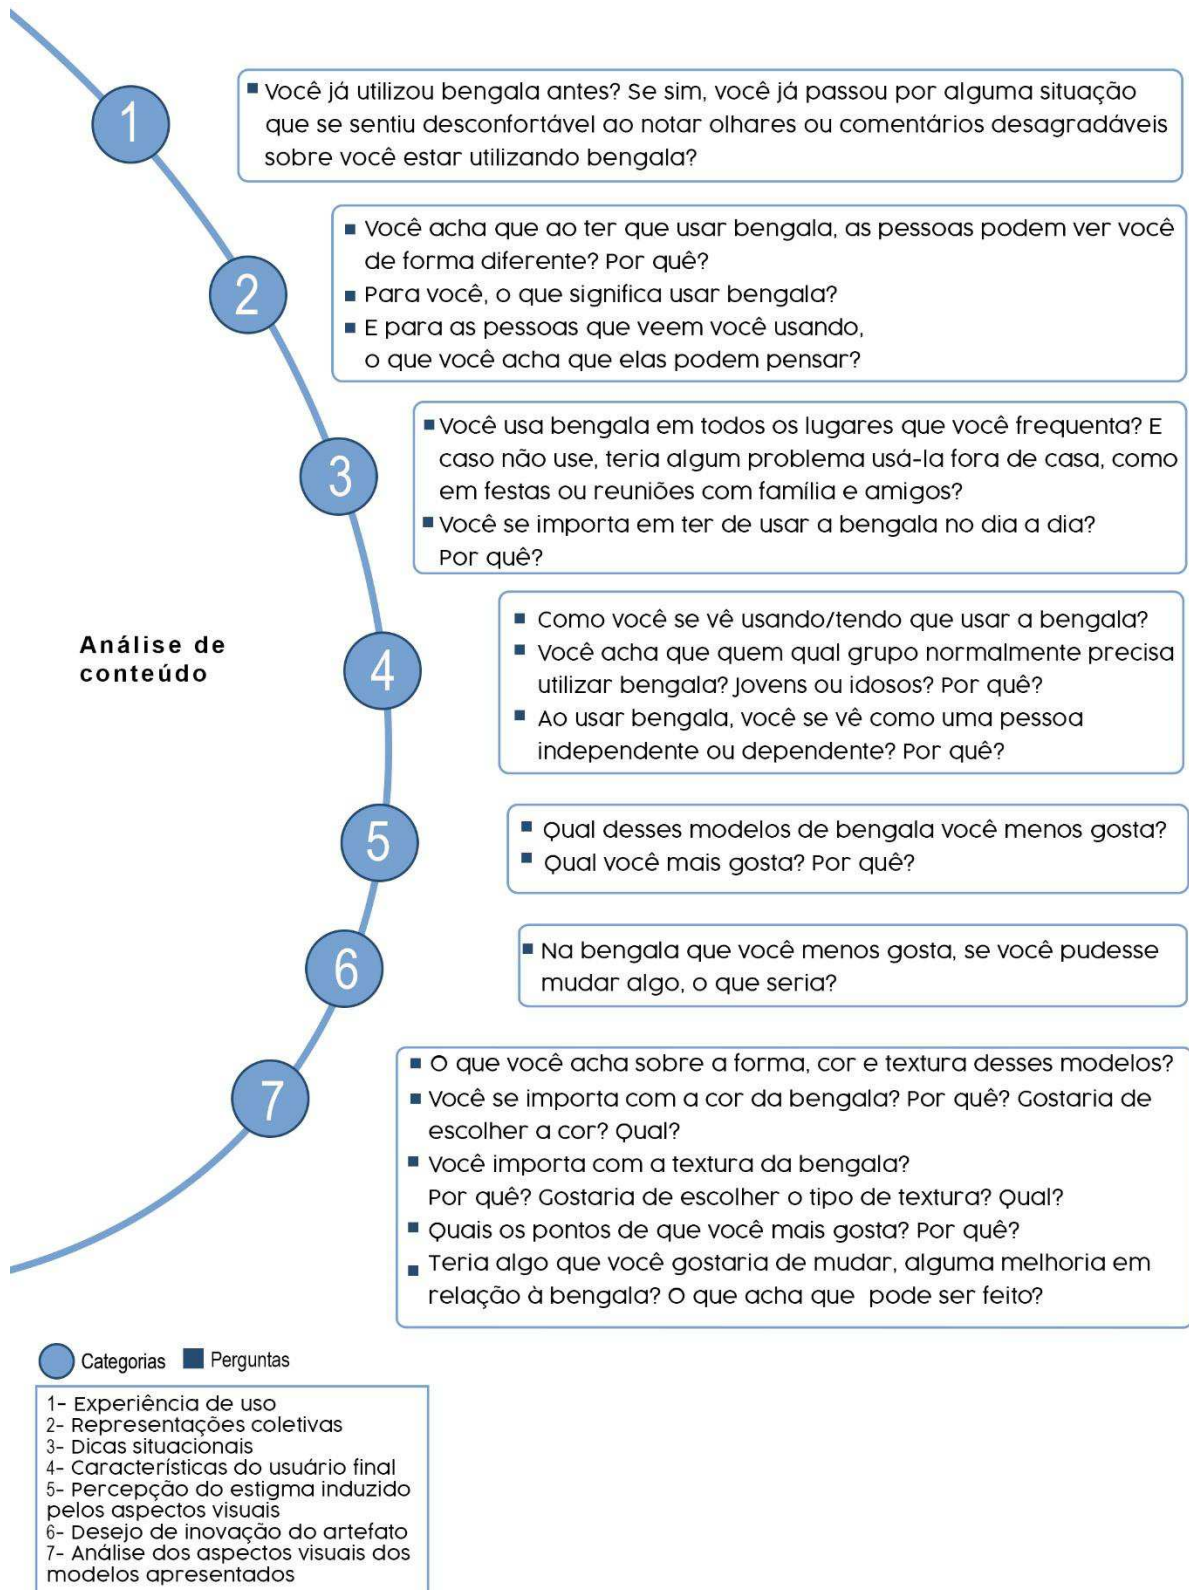 1
■ Você já utilizou bengala antes? Se sim, você já passou por alguma situação
que se sentiu desconfortável ao notar olhares ou comentários desagradáveis
sobre você estar utilizando bengala?
2
■ Você acha que ao ter que usar bengala, as pessoas podem ver você
de forma diferente? Por quê?
■ Para você, o que significa usar bengala?
■ E para as pessoas que veem você usando,
o que você acha que elas podem pensar?
3
■ Você usa bengala em todos os lugares que você frequenta? E
caso não use, teria algum problema usá-la fora de casa, como
em festas ou reuniões com família e amigos?
■ Você se importa em ter de usar a bengala no dia a dia?
Por quê?
Análise de
conteúdo
4
■ Como você se vê usando/tendo que usar a bengala?
■ Você acha que quem qual grupo normalmente precisa
utilizar bengala? Jovens ou idosos? Por quê?
■ Ao usar bengala, você se vê como uma pessoa
independente ou dependente? Por quê?
5
■ Qual desses modelos de bengala você menos gosta?
■ Qual você mais gosta? Por quê?
6
■ Na bengala que você menos gosta, se você pudesse
mudar algo, o que seria?
7
■ O que você acha sobre a forma, cor e textura desses modelos?
■ Você se importa com a cor da bengala? Por quê? Gostaria de
escolher a cor? Qual?
■ Você importa com a textura da bengala?
Por quê? Gostaria de escolher o tipo de textura? Qual?
■ Quais os pontos de que você mais gosta? Por quê?
■ Teria algo que você gostaria de mudar, alguma melhoria em
relação à bengala? O que acha que pode ser feito?
Categorias ■ Perguntas
1- Experiência de uso
2- Representações coletivas
3- Dicas situacionais
4- Características do usuário final
5- Percepção do estigma induzido
pelos aspectos visuais
6- Desejo de inovação do artefato
7- Análise dos aspectos visuais dos
modelos apresentados